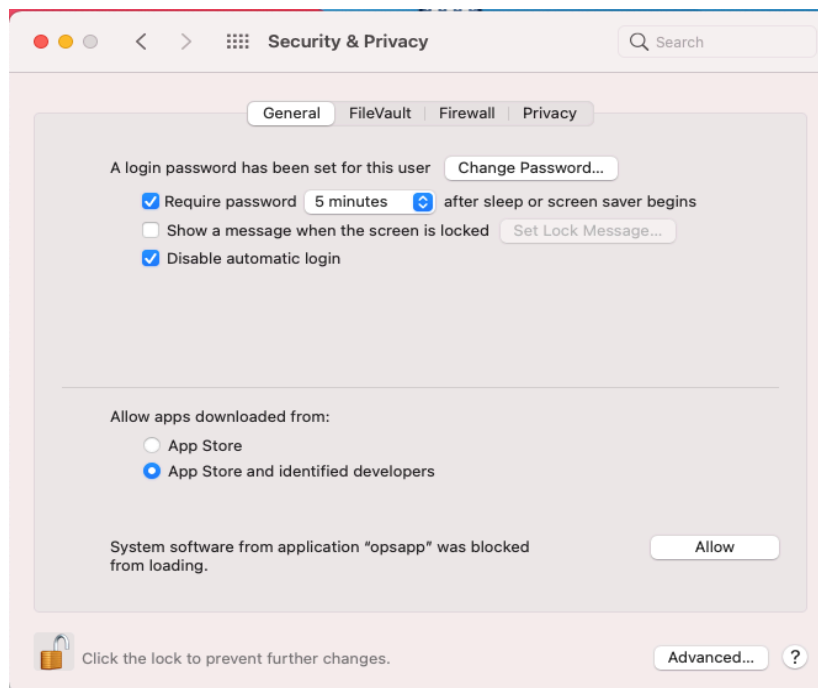 Security & Privacy
Search
General
FileVault
Firewall
Privacy
A login password has been set for this user
Change Password...
Require password
5 minutes
after sleep or screen saver begins
Show a message when the screen is locked
Set Lock Message...
Disable automatic login
Allow apps downloaded from:
App Store
App Store and identified developers
System software from application “opsapp” was blocked
from loading.
Allow
Click the lock to prevent further changes.
Advanced...
?